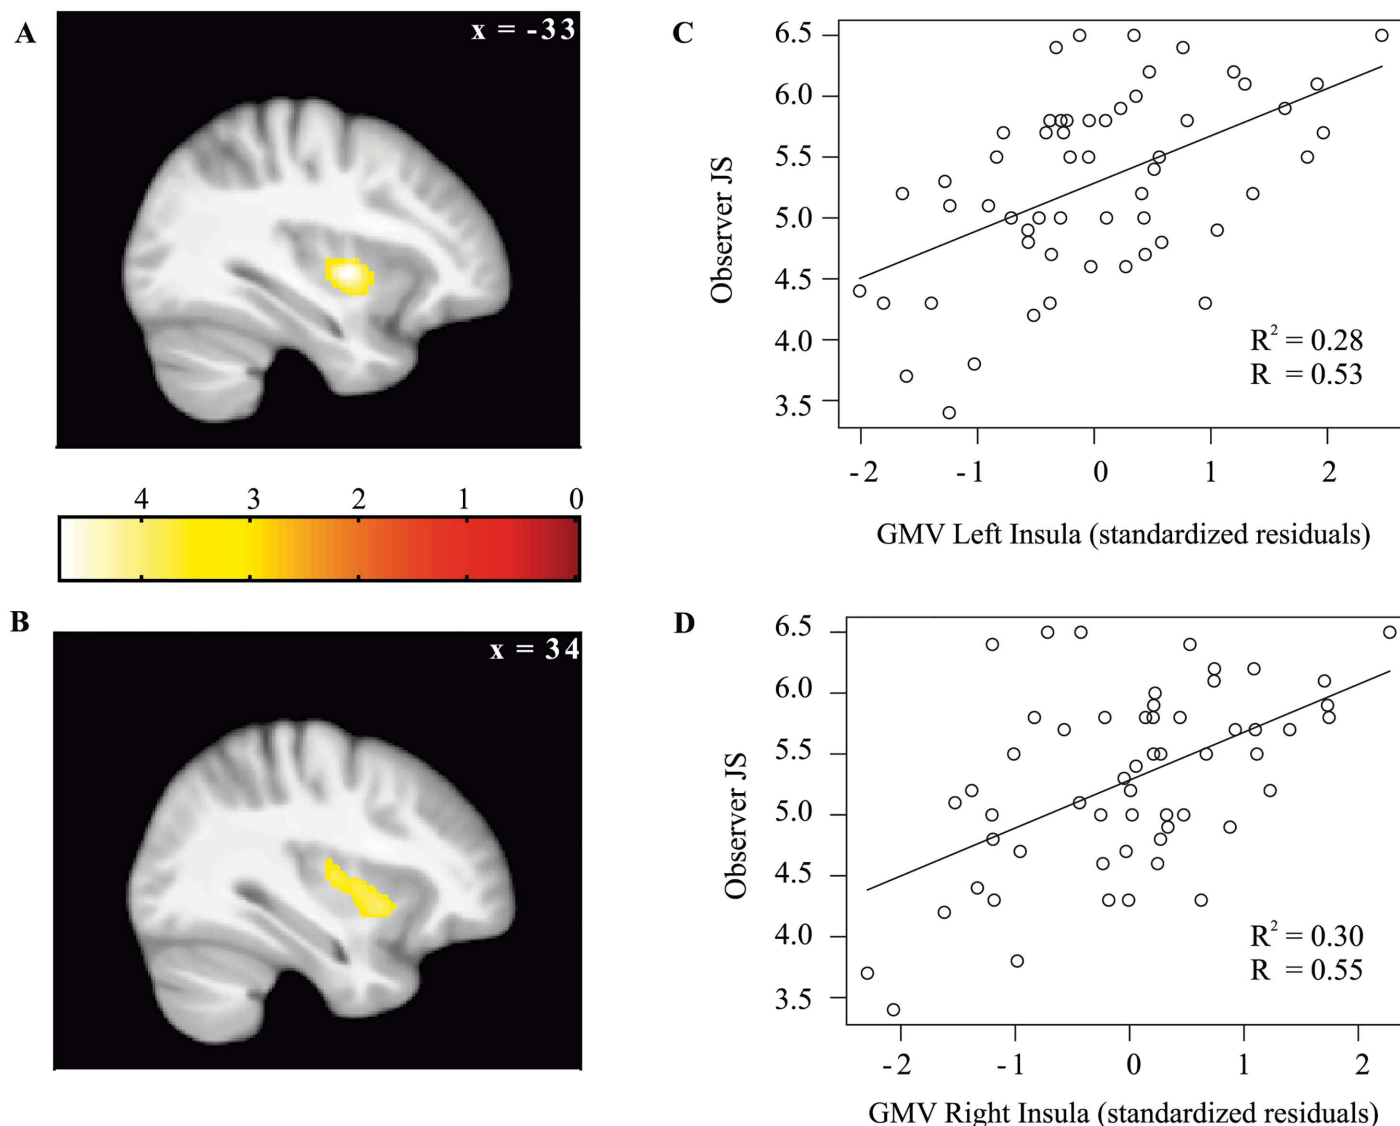 A
x = -33
4 3 2 1 0
B
x = 34
C
6.5
6.0
5.5
5.0
4.5
4.0
3.5
Observer JS
R² = 0.28
R = 0.53
-2 -1 0 1 2
GMV Left Insula (standardized residuals)
D
6.5
6.0
5.5
5.0
4.5
4.0
3.5
Observer JS
R² = 0.30
R = 0.55
-2 -1 0 1 2
GMV Right Insula (standardized residuals)